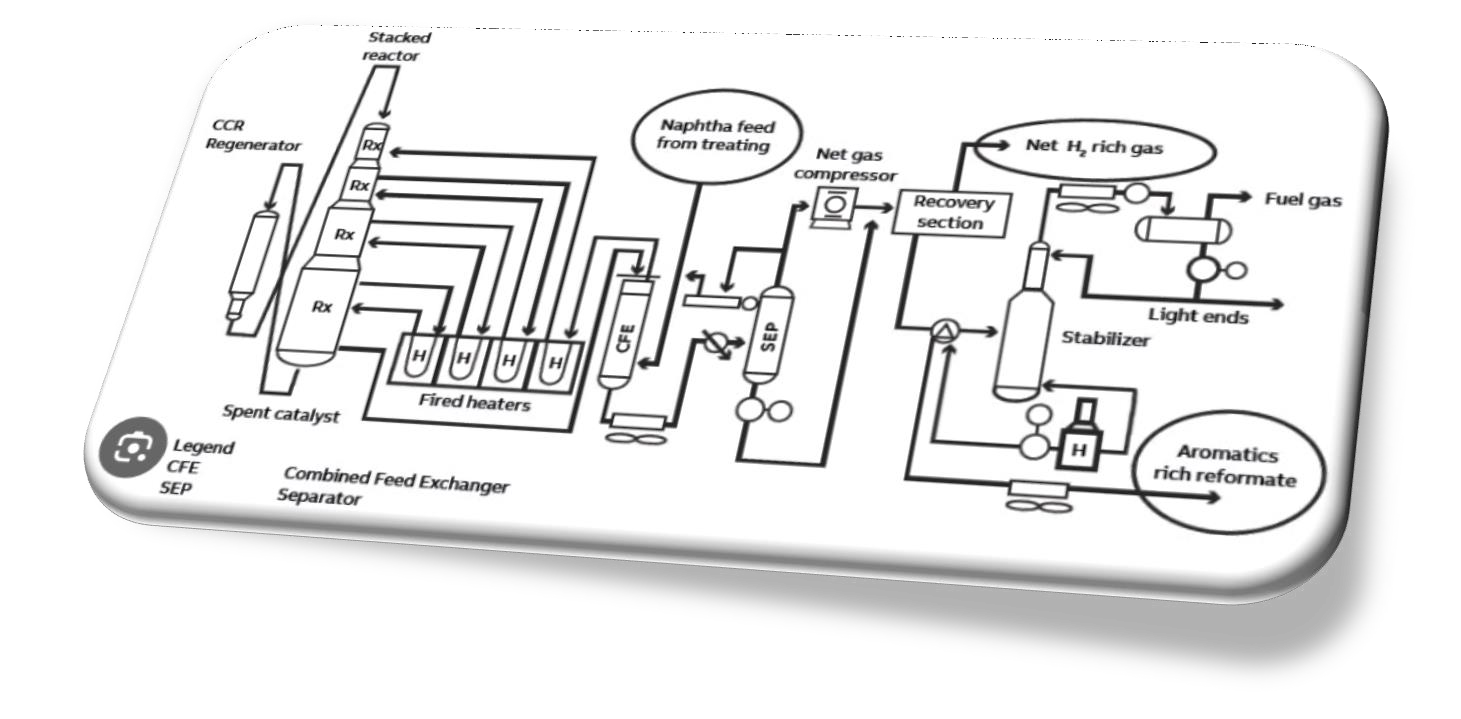 Stacked
reactor
CCR
Regenerator
Rx
Rx
Rx
Rx
Spent catalyst
H
H
H
H
Fired heaters
CFE
Naphtha feed
from treating
SEP
Net gas
compressor
Recovery
section
Net H₂ rich gas
Fuel gas
Light ends
Stabilizer
H
Aromatics
rich reformate
Legend
CFE Combined Feed Exchanger
SEP Separator